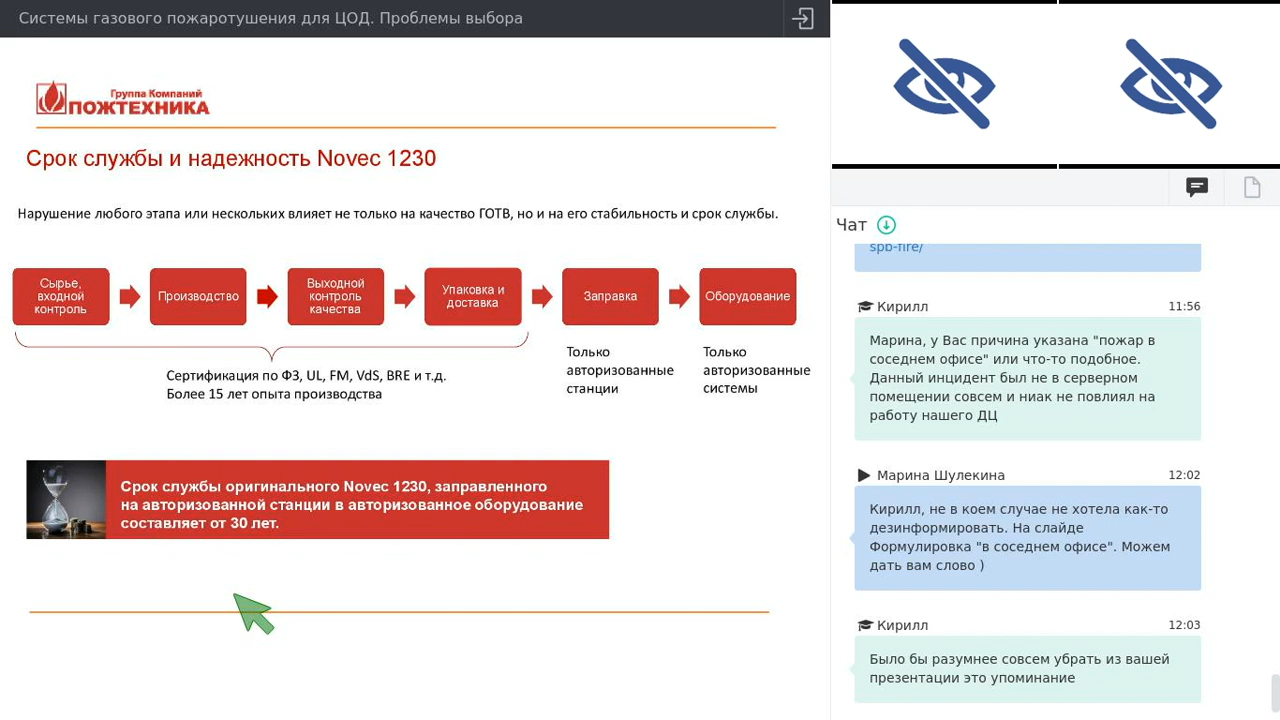 Системы газового пожаротушения для ЦОД. Проблемы выбора
Группа Компаний
ПОЖТЕХНИКА
Срок службы и надежность Novec 1230
Нарушение любого этапа или нескольких влияет не только на качество ГОТВ, но и на его стабильность и срок службы.
Сырье,
входной
контроль
Производство
Выходной
контроль
качества
Упаковка и
доставка
Заправка
Оборудование
Сертификация по ФЗ, UL, FM, VdS, BRE и т.д.
Более 15 лет опыта производства
Только
авторизованные
станции
Только
авторизованные
системы
Срок службы оригинального Novec 1230, заправленного
на авторизованной станции в авторизованное оборудование
составляет от 30 лет.
Чат
spb-fire/
Кирилл 11:56
Марина, у Вас причина указана "пожар в
соседнем офисе" или что-то подобное.
Данный инцидент был не в серверном
помещении совсем и ниак не повлиял на
работу нашего ДЦ
Марина Шулекина 12:02
Кирилл, не в коем случае не хотела как-то
дезинформировать. На слайде
Формулировка "в соседнем офисе". Можем
дать вам слово )
Кирилл 12:03
Было бы разумнее совсем убрать из вашей
презентации это упоминание